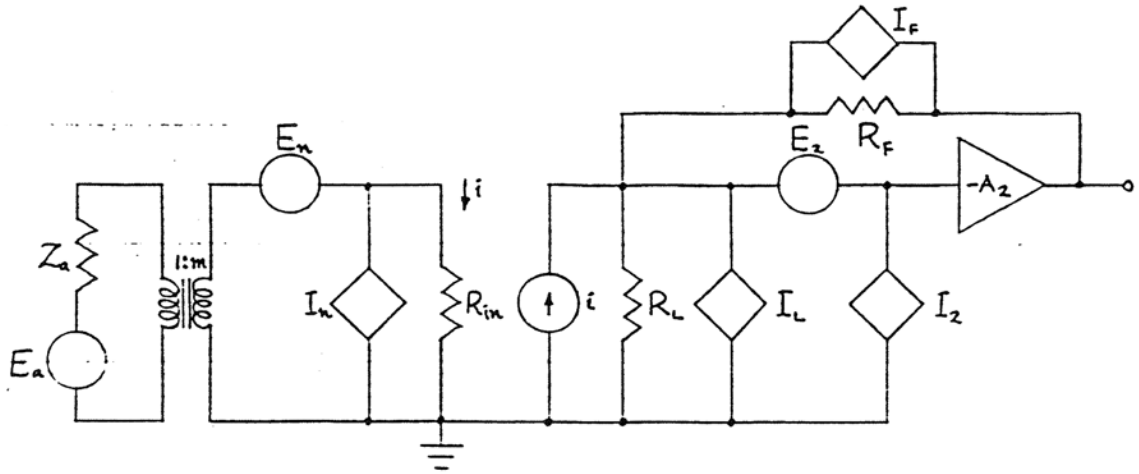 I_F
R_F
E_n
E_2
-A_2
i
Z_a
1:m
I_n
R_in
i
R_L
I_L
I_2
E_a